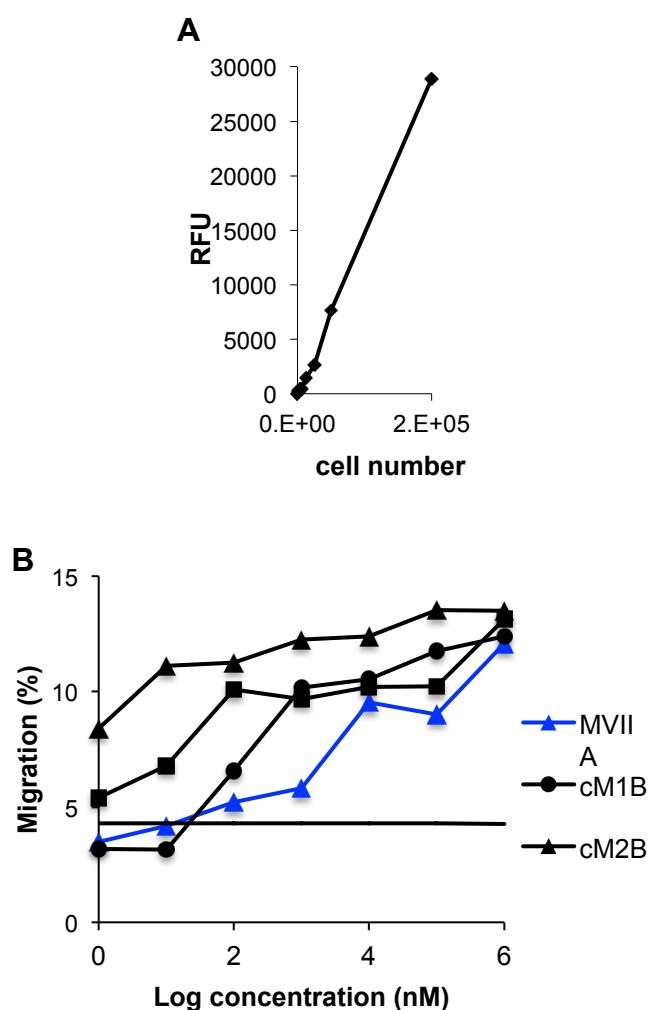 A
30000
25000
20000
15000
10000
5000
0
RFU
0.E+00 2.E+05
cell number
B
15
10
5
0
Migration (%)
0 2 4 6
Log concentration (nM)
MVII
A
cM1B
cM2B